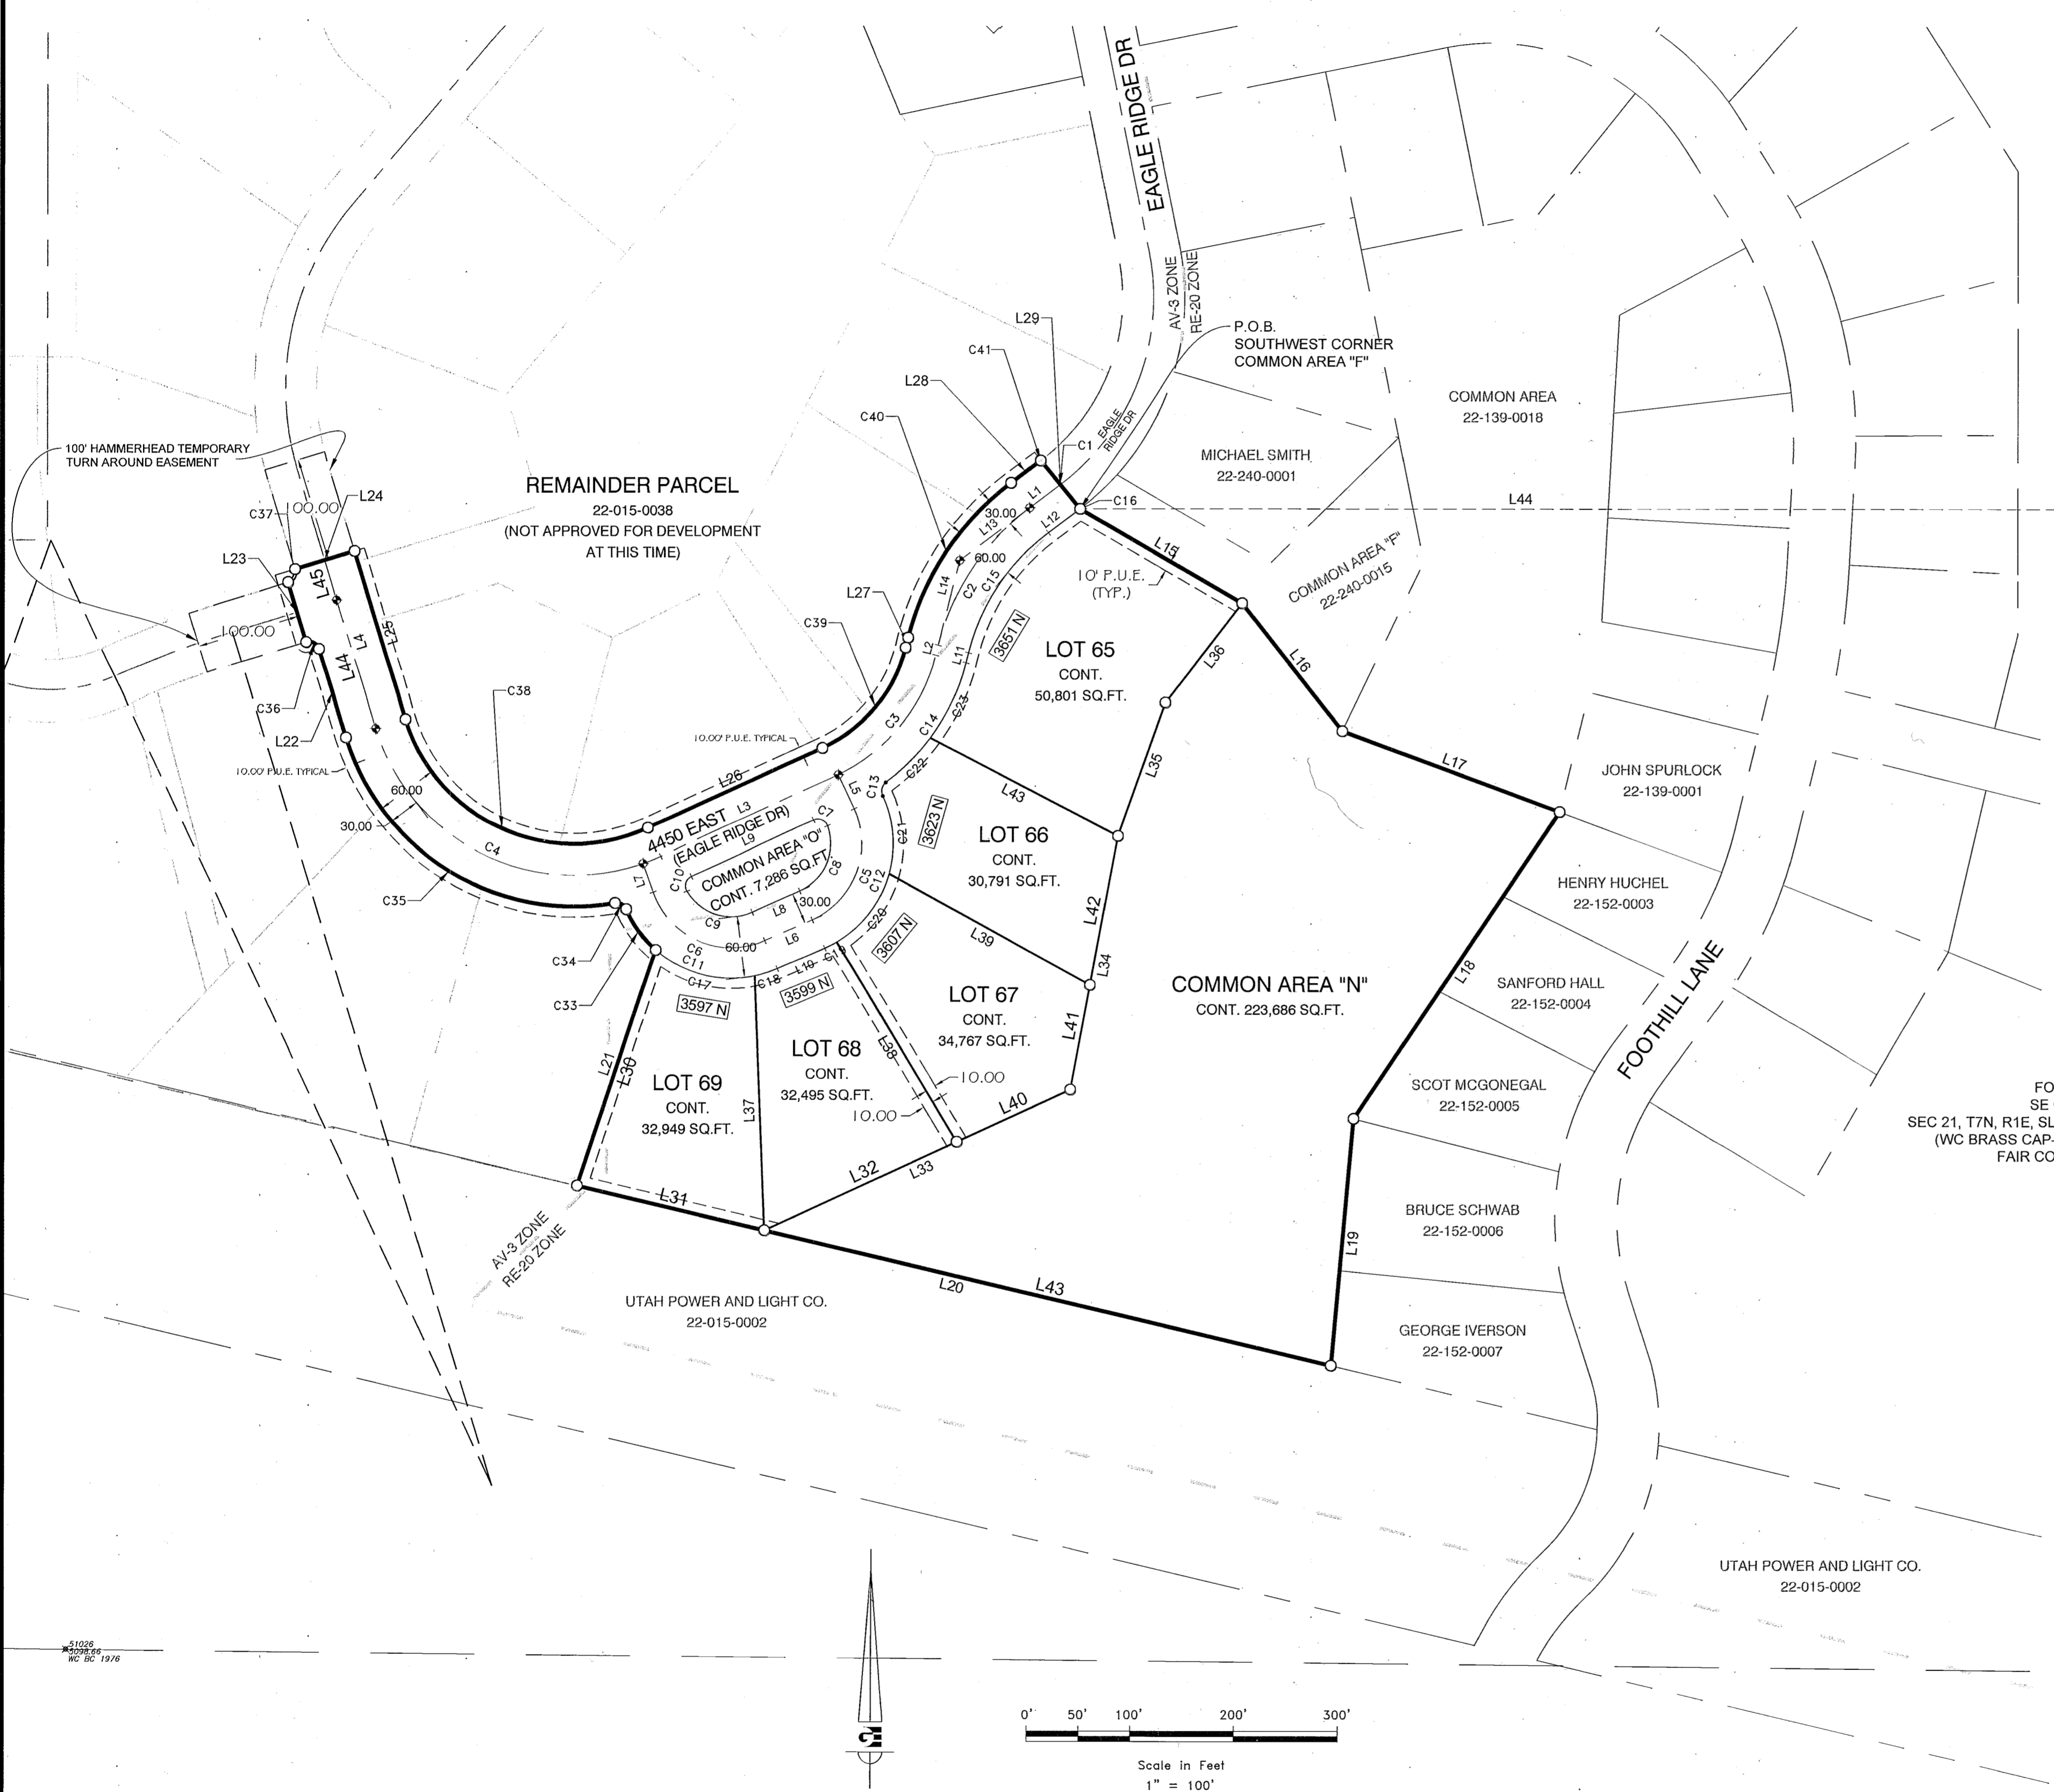 EAGLE RIDGE DR
AV-3 ZONE
RE-20 ZONE
P.O.B.
SOUTHWEST CORNER
COMMON AREA "F"
L29
C41
L28
C40
C1
EAGLE
RIDGE DR
COMMON AREA
22-139-0018
MICHAEL SMITH
22-240-0001
100' HAMMERHEAD TEMPORARY
TURN AROUND EASEMENT
REMAINDER PARCEL
22-015-0038
(NOT APPROVED FOR DEVELOPMENT
AT THIS TIME)
L24
100.00
C37
L23
L45
L1
30.00
L13
L12
C16
L44
L15
60.00
10' P.U.E.
(TYP.)
COMMON AREA "F"
22-240-0015
L27
L14
C2
C15
C39
100.00
L4
L25
L44
C36
L22
C38
L2
L11
3651 N
LOT 65
CONT.
50,801 SQ.FT.
L36
L16
C3
C14
C23
10.00' P.U.E. TYPICAL
10.00' P.U.E. TYPICAL
60.00
30.00
L26
L5
C13
C22
L43
L35
L17
JOHN SPURLOCK
22-139-0001
4450 EAST
L3
(EAGLE RIDGE DR)
L9
C7
COMMON AREA "O"
CONT. 7,286 SQ.FT.
C4
L7
C10
C8
C5
C12
C21
3623 N
LOT 66
CONT.
30,791 SQ.FT.
HENRY HUCHEL
22-152-0003
C35
C9
L8
30.00
C20
L42
L39
3607 N
L6
60.00
C34
C33
C6
C11
C17
C18
L10
C19
3597 N
3599 N
L34
COMMON AREA "N"
CONT. 223,686 SQ.FT.
L18
SANFORD HALL
22-152-0004
FOOTHILL LANE
LOT 67
CONT.
34,767 SQ.FT.
L41
L21
L30
LOT 69
CONT.
32,949 SQ.FT.
L37
LOT 68
CONT.
32,495 SQ.FT.
L38
10.00
10.00
L40
SCOT MCGONEGAL
22-152-0005
FO
SE
SEC 21, T7N, R1E, SL
(WC BRASS CAP-
FAIR CO
L32
L33
L31
BRUCE SCHWAB
22-152-0006
L19
AV-3 ZONE
RE-20 ZONE
L20
L43
UTAH POWER AND LIGHT CO.
22-015-0002
GEORGE IVERSON
22-152-0007
UTAH POWER AND LIGHT CO.
22-015-0002
51026
5098.66
WC BC 1976
GE
0' 50' 100' 200' 300'
Scale in Feet
1" = 100'